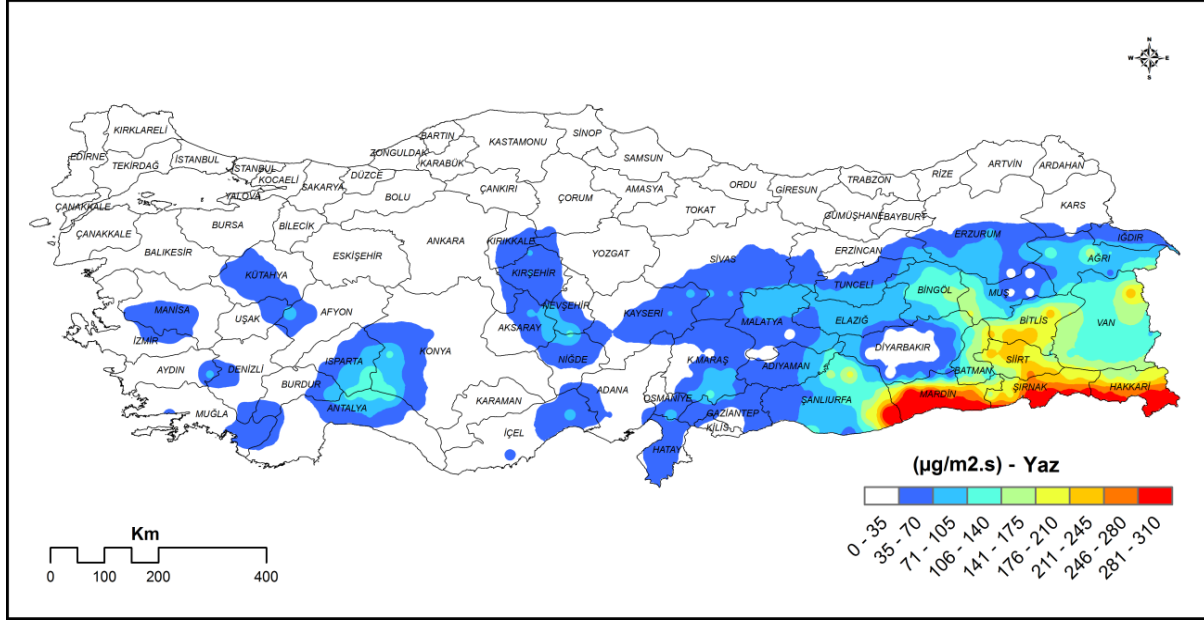 N
W E
S
KIRKLARELİ
EDİRNE
TEKİRDAĞ
İSTANBUL
İSTANBUL
KOCAELİ
YALOVA
SAKARYA
DÜZCE
ZONGULDAK
BARTIN
KARABÜK
KASTAMONU
SİNOP
SAMSUN
BOLU
ÇANKIRI
ÇORUM
AMASYA
TOKAT
ORDU
GİRESUN
TRABZON
RİZE
ARTVİN
ARDAHAN
KARS
GÜMÜŞHANE
BAYBURT
ÇANAKKALE
ÇANAKKALE
BALIKESİR
BURSA
BİLECİK
ESKİŞEHİR
ANKARA
KIRIKKALE
KIRŞEHİR
YOZGAT
SİVAS
ERZİNCAN
ERZURUM
IĞDIR
AĞRI
KÜTAHYA
MANİSA
İZMİR
UŞAK
AFYON
KONYA
AKSARAY
NEVŞEHİR
NİĞDE
KAYSERİ
MALATYA
TUNCELİ
ELAZIĞ
BİNGÖL
MUŞ
BİTLİS
VAN
AYDIN
DENİZLİ
BURDUR
ISPARTA
ANTALYA
MUĞLA
KARAMAN
İÇEL
ADANA
K.MARAŞ
OSMANİYE
GAZİANTEP
KİLİS
HATAY
ADIYAMAN
ŞANLIURFA
DİYARBAKIR
BATMAN
SİİRT
MARDİN
ŞIRNAK
HAKKARİ
(µg/m2.s) - Yaz
0 - 35
35 - 70
71 - 105
106 - 140
141 - 175
176 - 210
211 - 245
246 - 280
281 - 310
Km
0 100 200 400